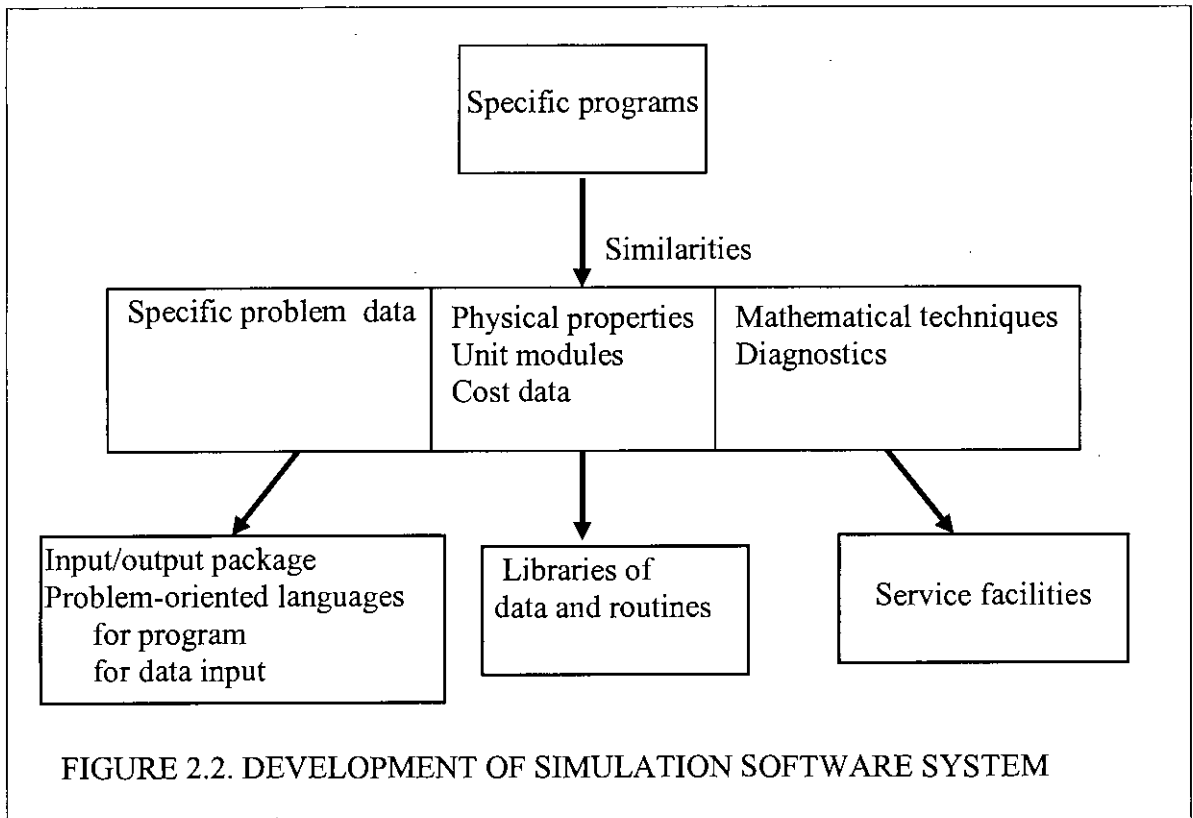 Specific programs
Similarities
Specific problem data
Physical properties
Unit modules
Cost data
Mathematical techniques
Diagnostics
Input/output package
Problem-oriented languages
for program
for data input
Libraries of
data and routines
Service facilities
FIGURE 2.2. DEVELOPMENT OF SIMULATION SOFTWARE SYSTEM